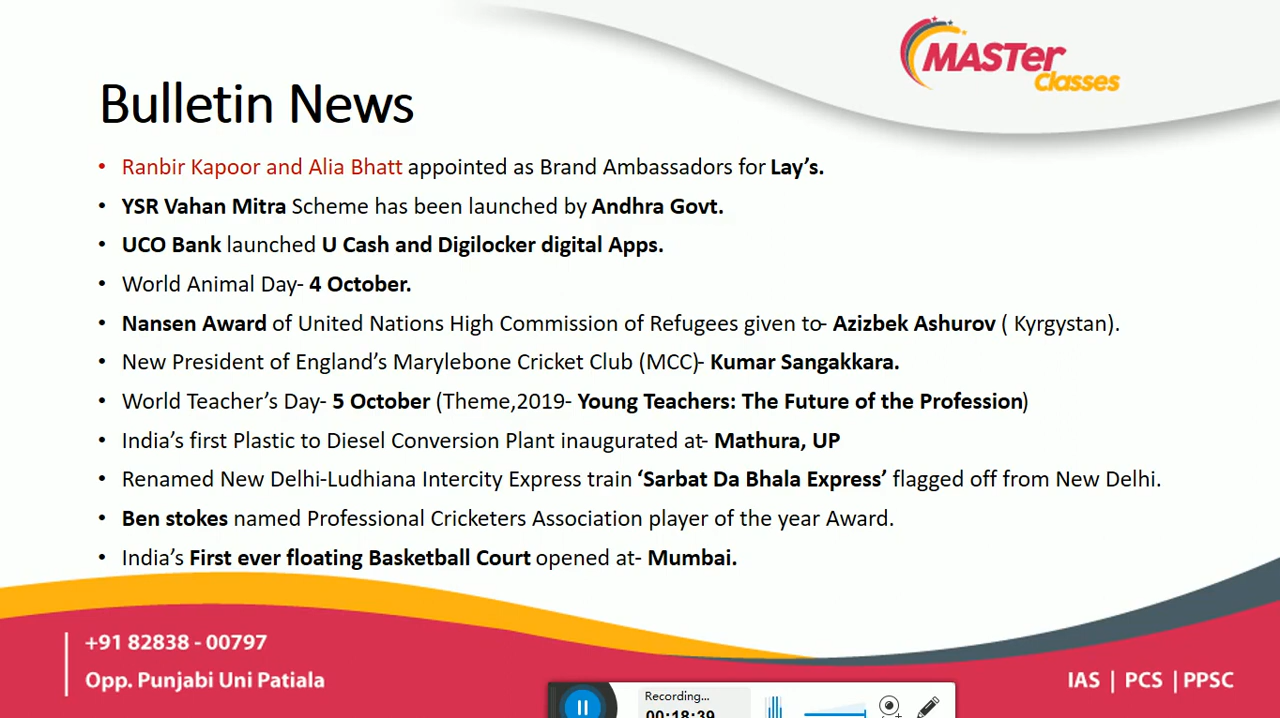 MASTer
Classes
Bulletin News
• Ranbir Kapoor and Alia Bhatt appointed as Brand Ambassadors for Lay’s.
• YSR Vahan Mitra Scheme has been launched by Andhra Govt.
• UCO Bank launched U Cash and Digilocker digital Apps.
• World Animal Day- 4 October.
• Nansen Award of United Nations High Commission of Refugees given to- Azizbek Ashurov ( Kyrgystan).
• New President of England’s Marylebone Cricket Club (MCC)- Kumar Sangakkara.
• World Teacher’s Day- 5 October (Theme,2019- Young Teachers: The Future of the Profession)
• India’s first Plastic to Diesel Conversion Plant inaugurated at- Mathura, UP
• Renamed New Delhi-Ludhiana Intercity Express train ‘Sarbat Da Bhala Express’ flagged off from New Delhi.
• Ben stokes named Professional Cricketers Association player of the year Award.
• India’s First ever floating Basketball Court opened at- Mumbai.
+91 82838 - 00797
Opp. Punjabi Uni Patiala
IAS | PCS | PPSC
Recording...
00:18:39